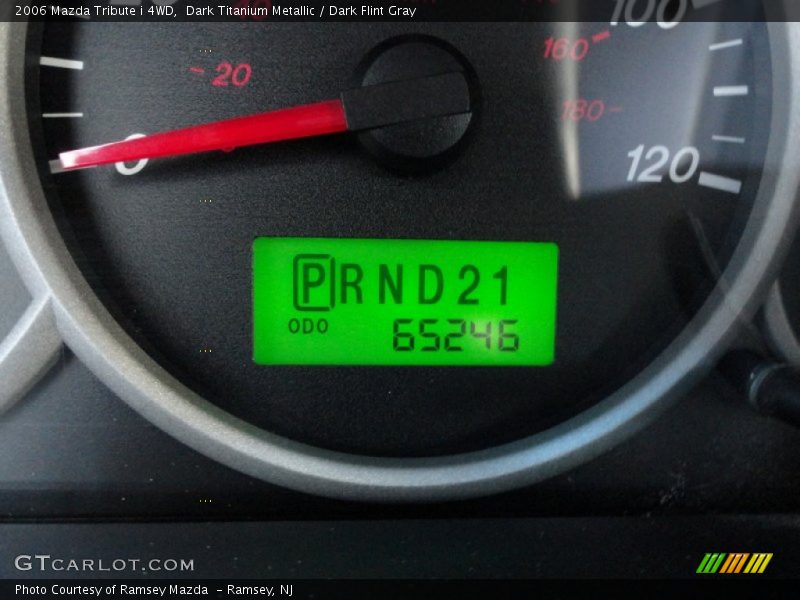 2006 Mazda Tribute i 4WD,  Dark Titanium Metallic / Dark Flint Gray
100
160
20
180
0
120
PRND21
ODO 65246
GTCARLOT.COM
Photo Courtesy of Ramsey Mazda  - Ramsey, NJ